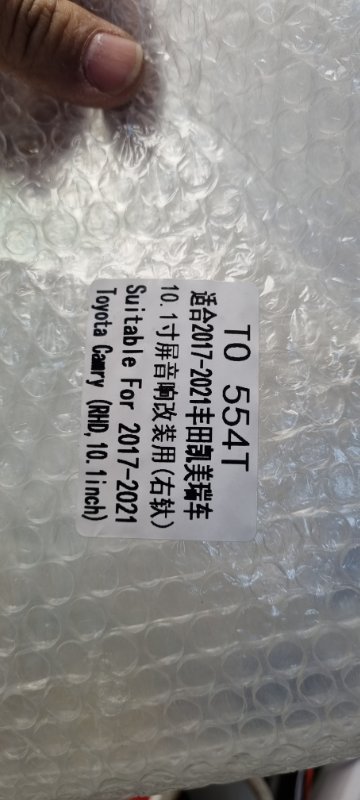 TO 554T
适合2017-2021丰田凯美瑞车
10.1寸屏音响改装用(右轪)
Suitable For 2017-2021
Toyota Camry (RHD,10.1inch)